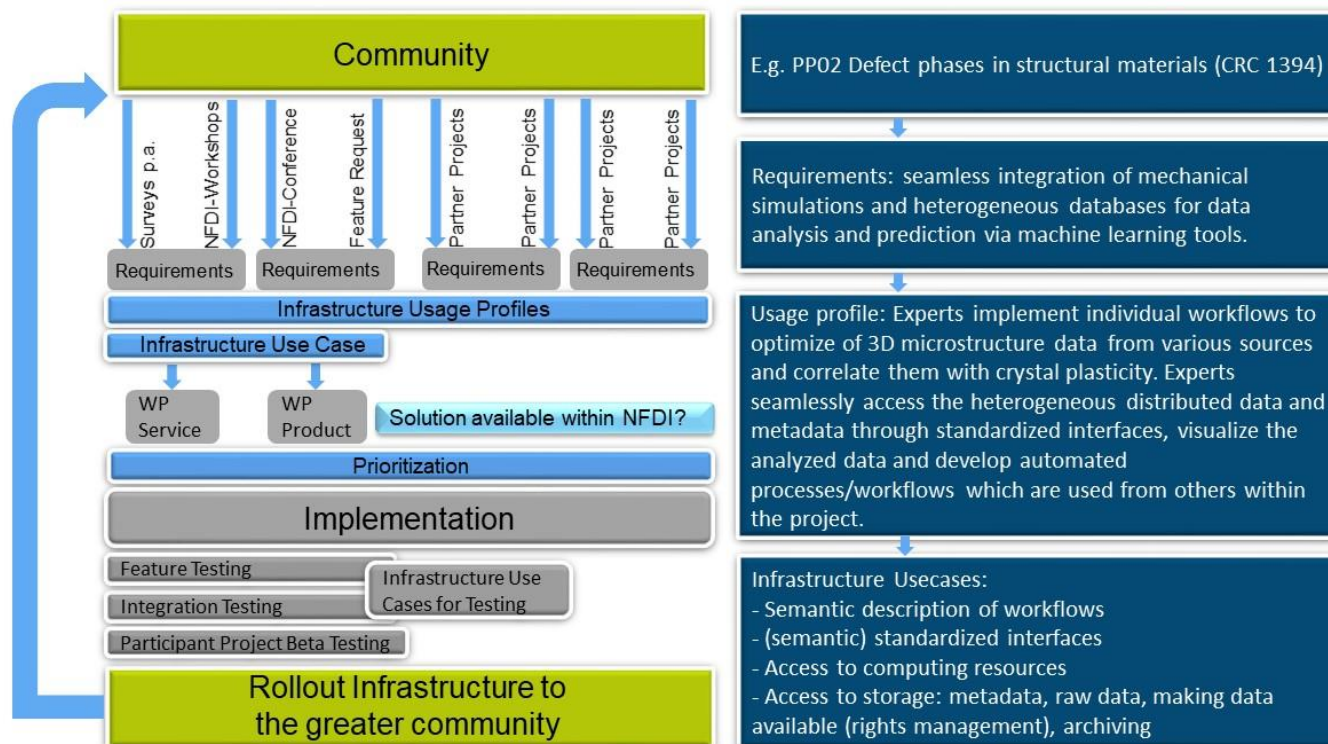 Community
Surveys p.a.
NFDI-Workshops
NFDI-Conference
Feature Request
Partner Projects
Partner Projects
Partner Projects
Partner Projects
Requirements
Requirements
Requirements
Requirements
Infrastructure Usage Profiles
Infrastructure Use Case
WP
Service
WP
Product
Solution available within NFDI?
Prioritization
Implementation
Feature Testing
Integration Testing
Participant Project Beta Testing
Infrastructure Use
Cases for Testing
Rollout Infrastructure to
the greater community
E.g. PP02 Defect phases in structural materials (CRC 1394)
Requirements: seamless integration of mechanical
simulations and heterogeneous databases for data
analysis and prediction via machine learning tools.
Usage profile: Experts implement individual workflows to
optimize of 3D microstructure data from various sources
and correlate them with crystal plasticity. Experts
seamlessly access the heterogeneous distributed data and
metadata through standardized interfaces, visualize the
analyzed data and develop automated
processes/workflows which are used from others within
the project.
Infrastructure Usecases:
- Semantic description of workflows
- (semantic) standardized interfaces
- Access to computing resources
- Access to storage: metadata, raw data, making data
available (rights management), archiving